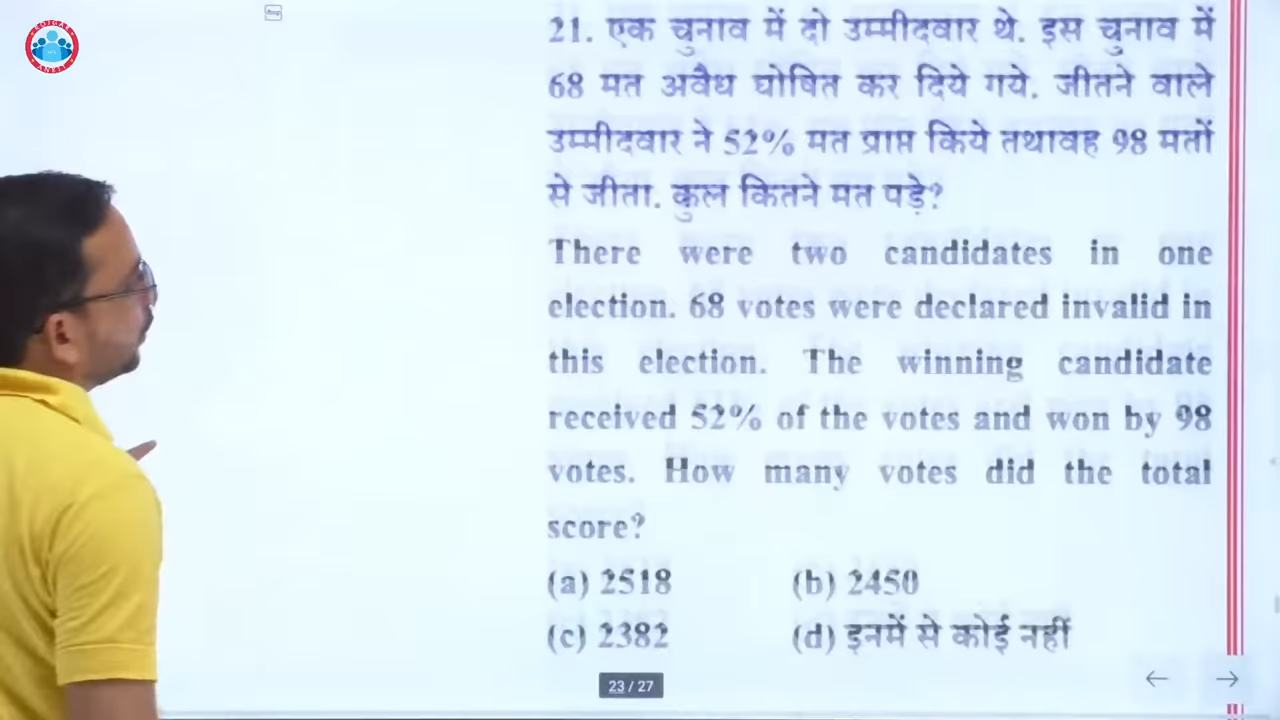 21. एक चुनाव में दो उम्मीदवार थे. इस चुनाव में
68 मत अवैध घोषित कर दिये गये. जीतने वाले
उम्मीदवार ने 52% मत प्राप्त किये तथावह 98 मतों
से जीता. कुल कितने मत पड़े?
There were two candidates in one
election. 68 votes were declared invalid in
this election. The winning candidate
received 52% of the votes and won by 98
votes. How many votes did the total
score?
(a) 2518 (b) 2450
(c) 2382 (d) इनमें से कोई नहीं
23 / 27